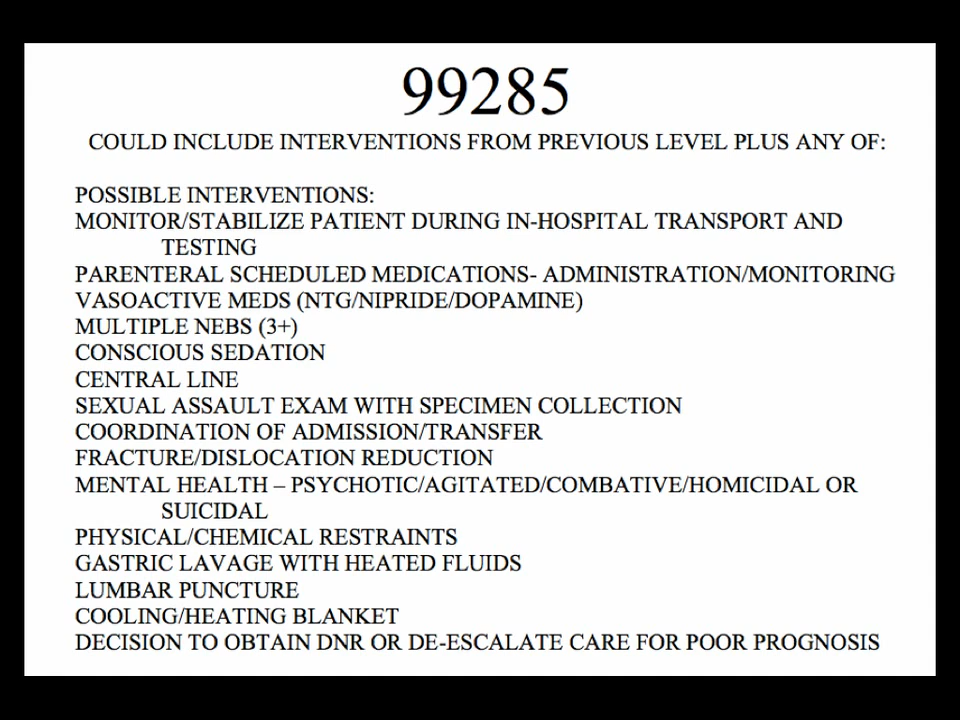 99285
COULD INCLUDE INTERVENTIONS FROM PREVIOUS LEVEL PLUS ANY OF:
POSSIBLE INTERVENTIONS:
MONITOR/STABILIZE PATIENT DURING IN-HOSPITAL TRANSPORT AND
TESTING
PARENTERAL SCHEDULED MEDICATIONS- ADMINISTRATION/MONITORING
VASOACTIVE MEDS (NTG/NIPRIDE/DOPAMINE)
MULTIPLE NEBS (3+)
CONSCIOUS SEDATION
CENTRAL LINE
SEXUAL ASSAULT EXAM WITH SPECIMEN COLLECTION
COORDINATION OF ADMISSION/TRANSFER
FRACTURE/DISLOCATION REDUCTION
MENTAL HEALTH – PSYCHOTIC/AGITATED/COMBATIVE/HOMICIDAL OR
SUICIDAL
PHYSICAL/CHEMICAL RESTRAINTS
GASTRIC LAVAGE WITH HEATED FLUIDS
LUMBAR PUNCTURE
COOLING/HEATING BLANKET
DECISION TO OBTAIN DNR OR DE-ESCALATE CARE FOR POOR PROGNOSIS